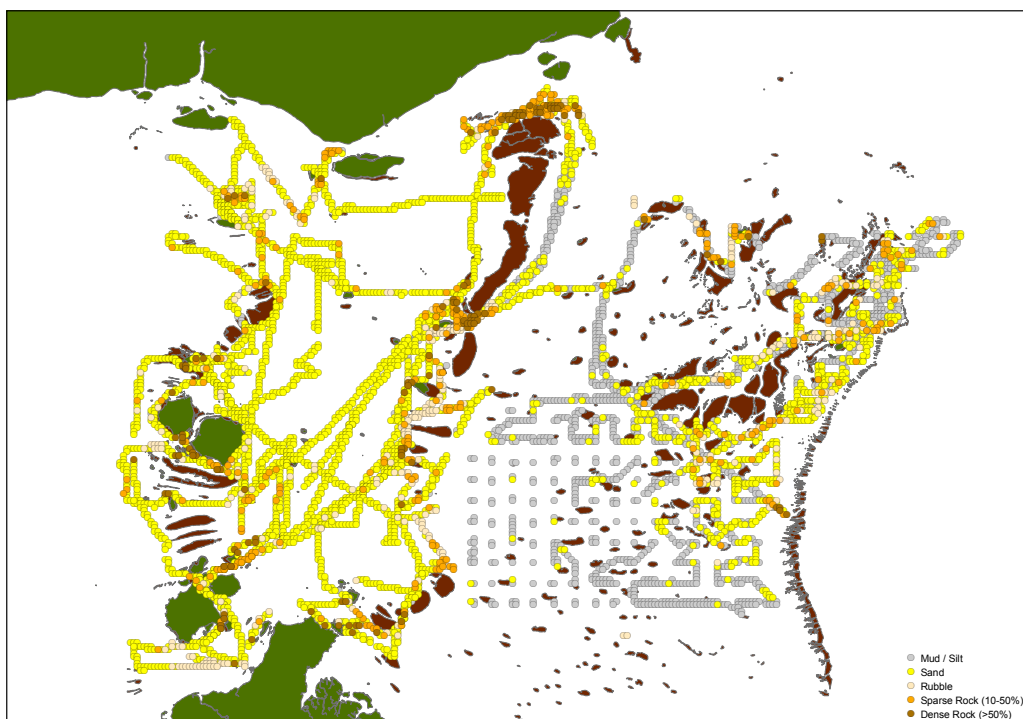 Mud / Silt
Sand
Rubble
Sparse Rock (10-50%)
Dense Rock (>50%)